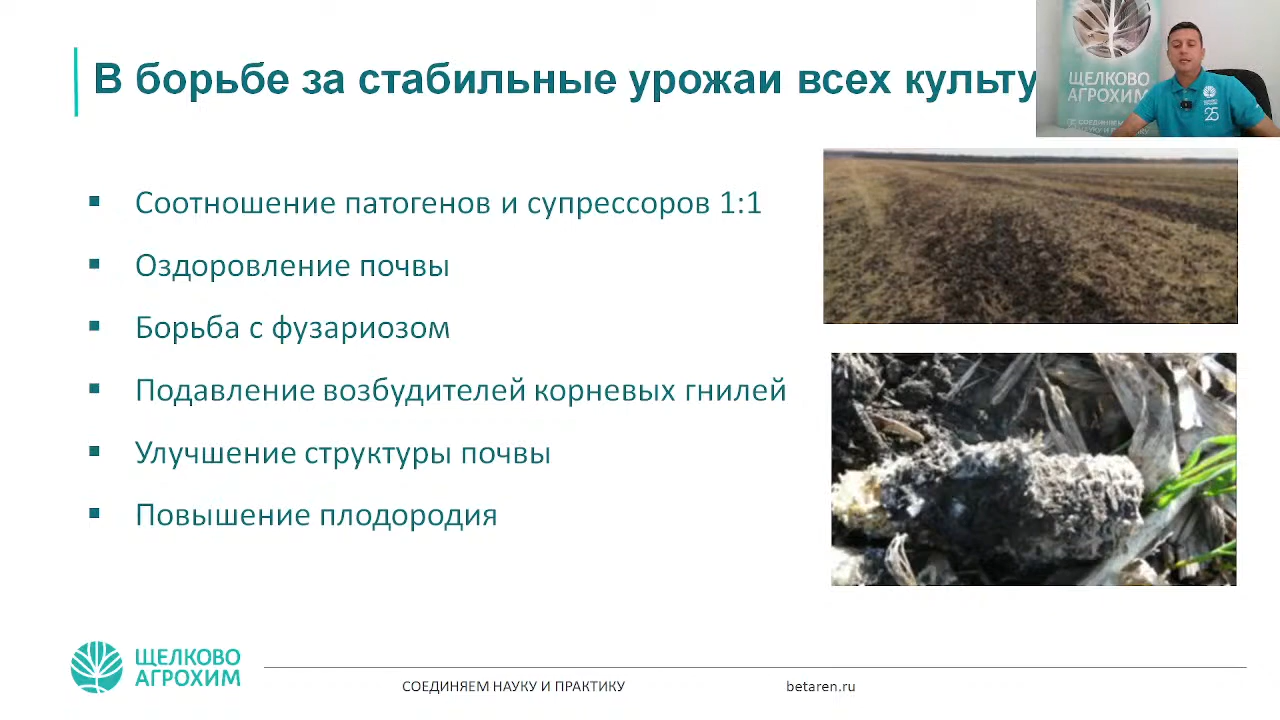 В борьбе за стабильные урожаи всех культу
ЩЕЛКОВО
АГРОХИМ
25
▪ Соотношение патогенов и супрессоров 1:1
▪ Оздоровление почвы
▪ Борьба с фузариозом
▪ Подавление возбудителей корневых гнилей
▪ Улучшение структуры почвы
▪ Повышение плодородия
ЩЕЛКОВО
АГРОХИМ
СОЕДИНЯЕМ НАУКУ И ПРАКТИКУ
betaren.ru